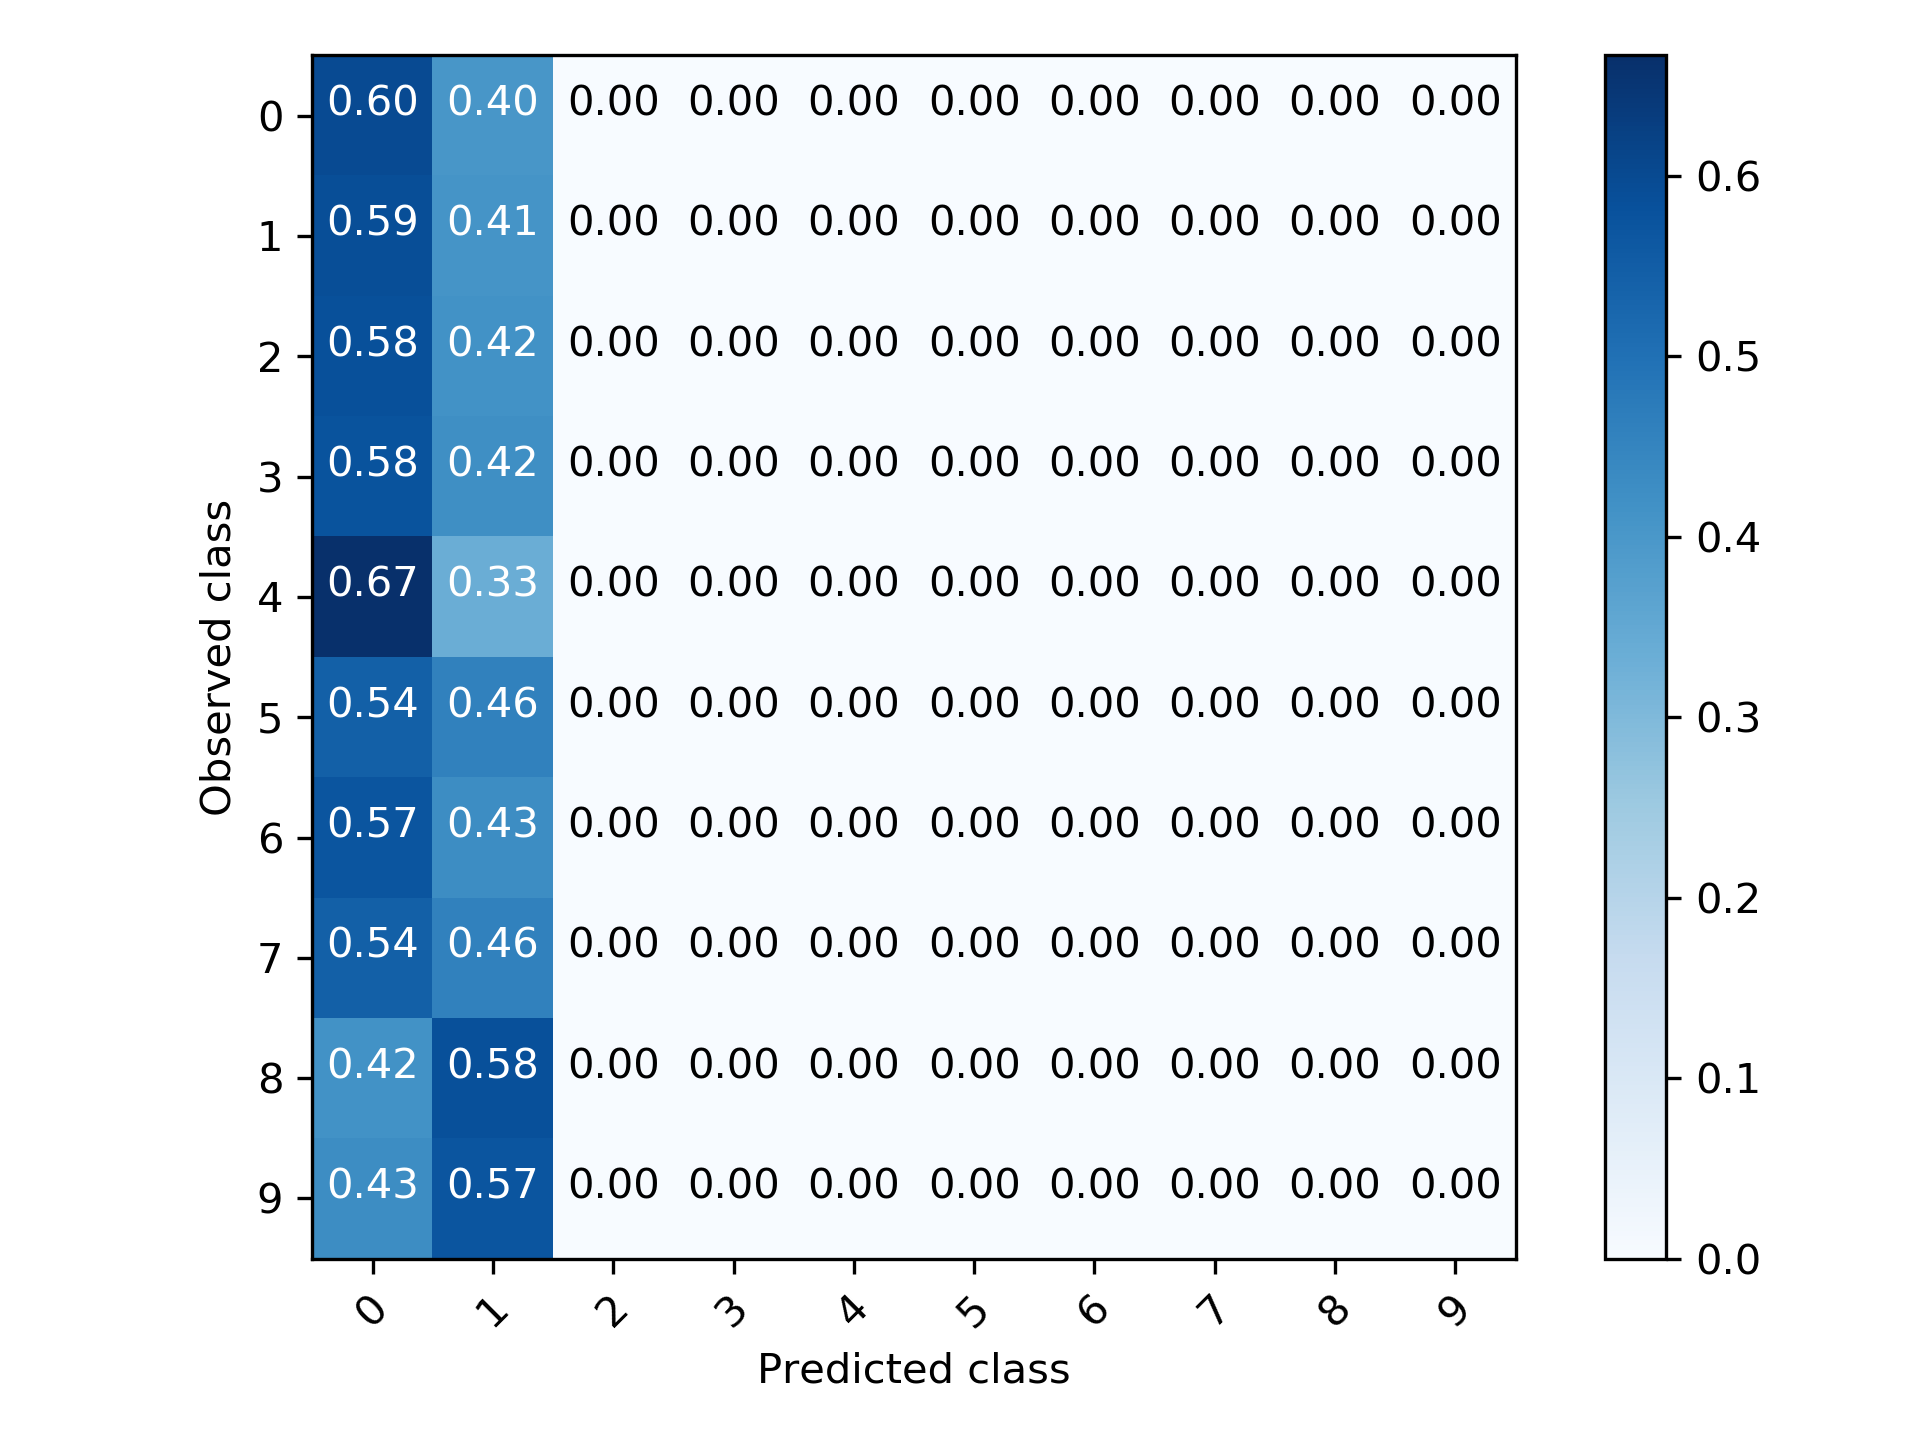 0 0.60 0.40 0.00 0.00 0.00 0.00 0.00 0.00 0.00 0.00
1 0.59 0.41 0.00 0.00 0.00 0.00 0.00 0.00 0.00 0.00
2 0.58 0.42 0.00 0.00 0.00 0.00 0.00 0.00 0.00 0.00
3 0.58 0.42 0.00 0.00 0.00 0.00 0.00 0.00 0.00 0.00
4 0.67 0.33 0.00 0.00 0.00 0.00 0.00 0.00 0.00 0.00
5 0.54 0.46 0.00 0.00 0.00 0.00 0.00 0.00 0.00 0.00
6 0.57 0.43 0.00 0.00 0.00 0.00 0.00 0.00 0.00 0.00
7 0.54 0.46 0.00 0.00 0.00 0.00 0.00 0.00 0.00 0.00
8 0.42 0.58 0.00 0.00 0.00 0.00 0.00 0.00 0.00 0.00
9 0.43 0.57 0.00 0.00 0.00 0.00 0.00 0.00 0.00 0.00
0 1 2 3 4 5 6 7 8 9
Predicted class
Observed class
0.6
0.5
0.4
0.3
0.2
0.1
0.0